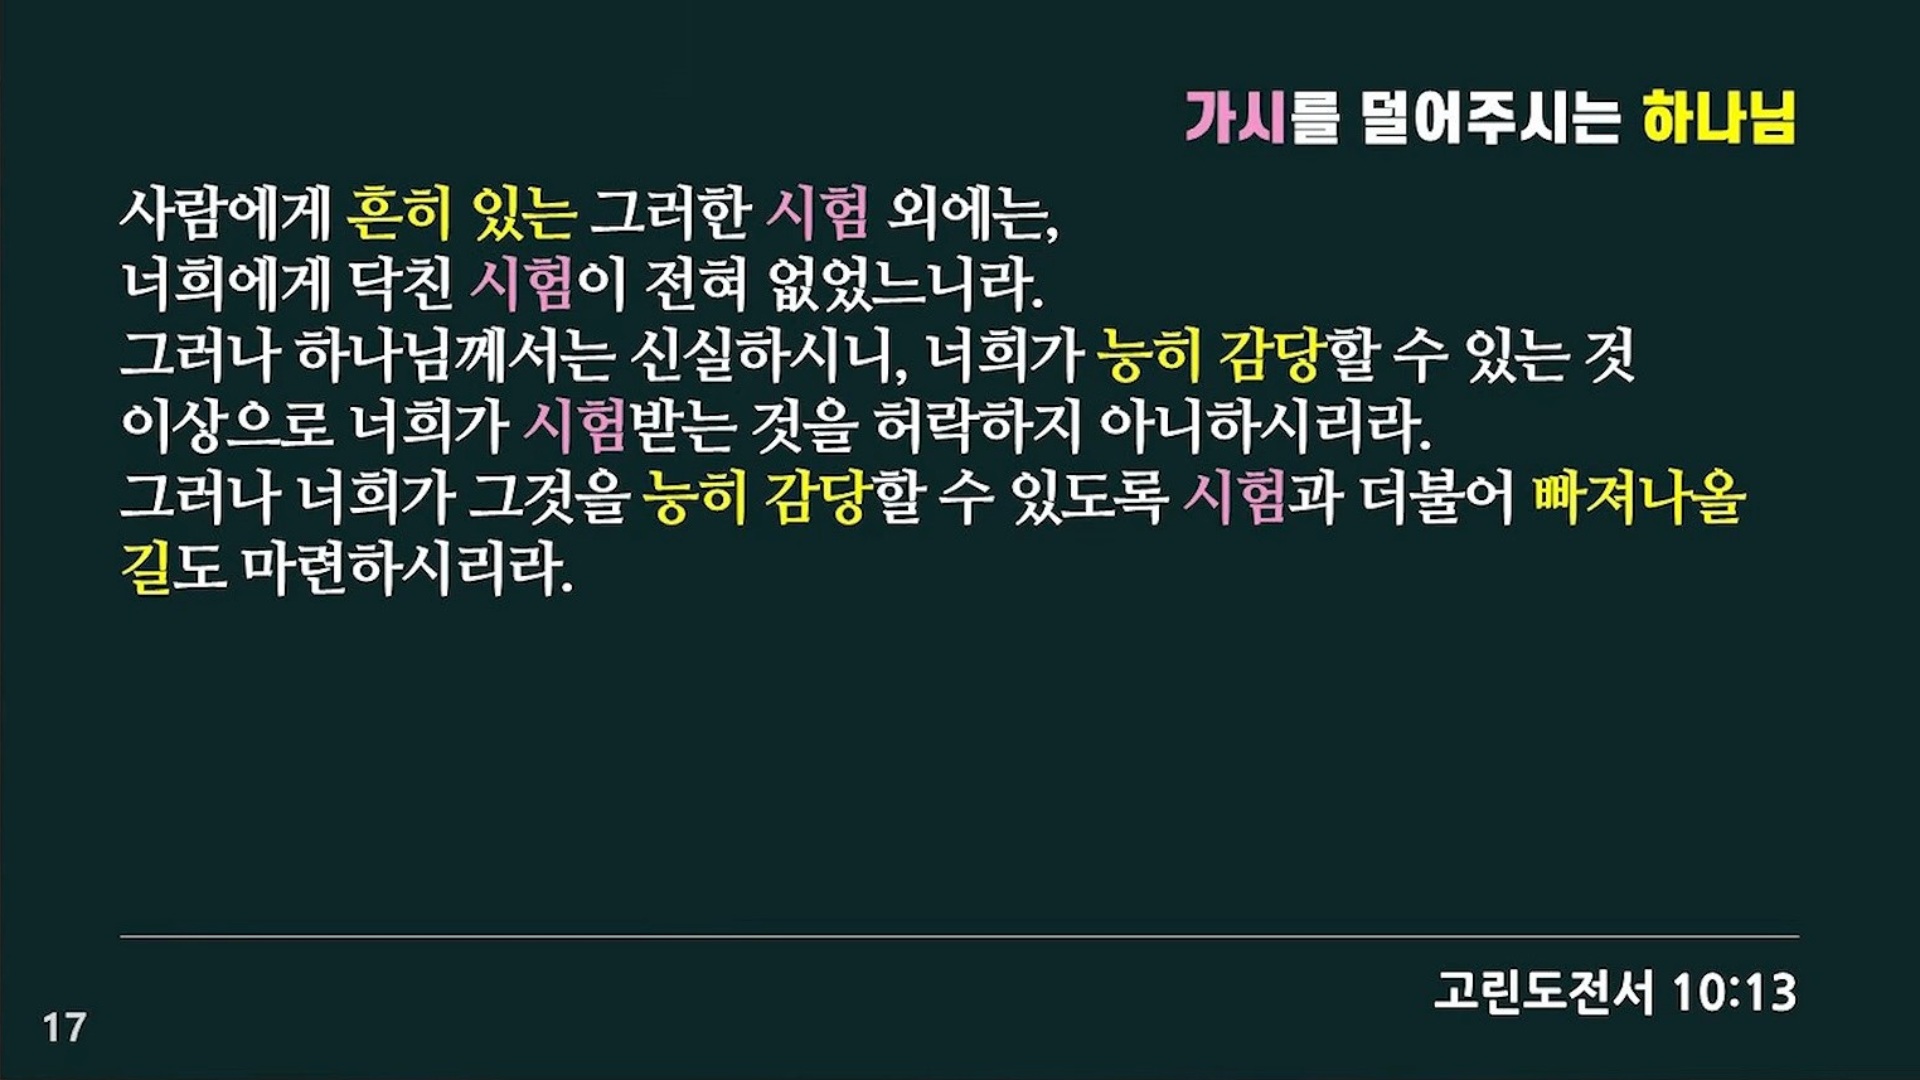 가시를 덜어주시는 하나님
사람에게 흔히 있는 그러한 시험 외에는,
너희에게 닥친 시험이 전혀 없었느니라.
그러나 하나님께서는 신실하시니, 너희가 능히 감당할 수 있는 것
이상으로 너희가 시험받는 것을 허락하지 아니하시리라.
그러나 너희가 그것을 능히 감당할 수 있도록 시험과 더불어 빠져나올
길도 마련하시리라.
고린도전서 10:13
17